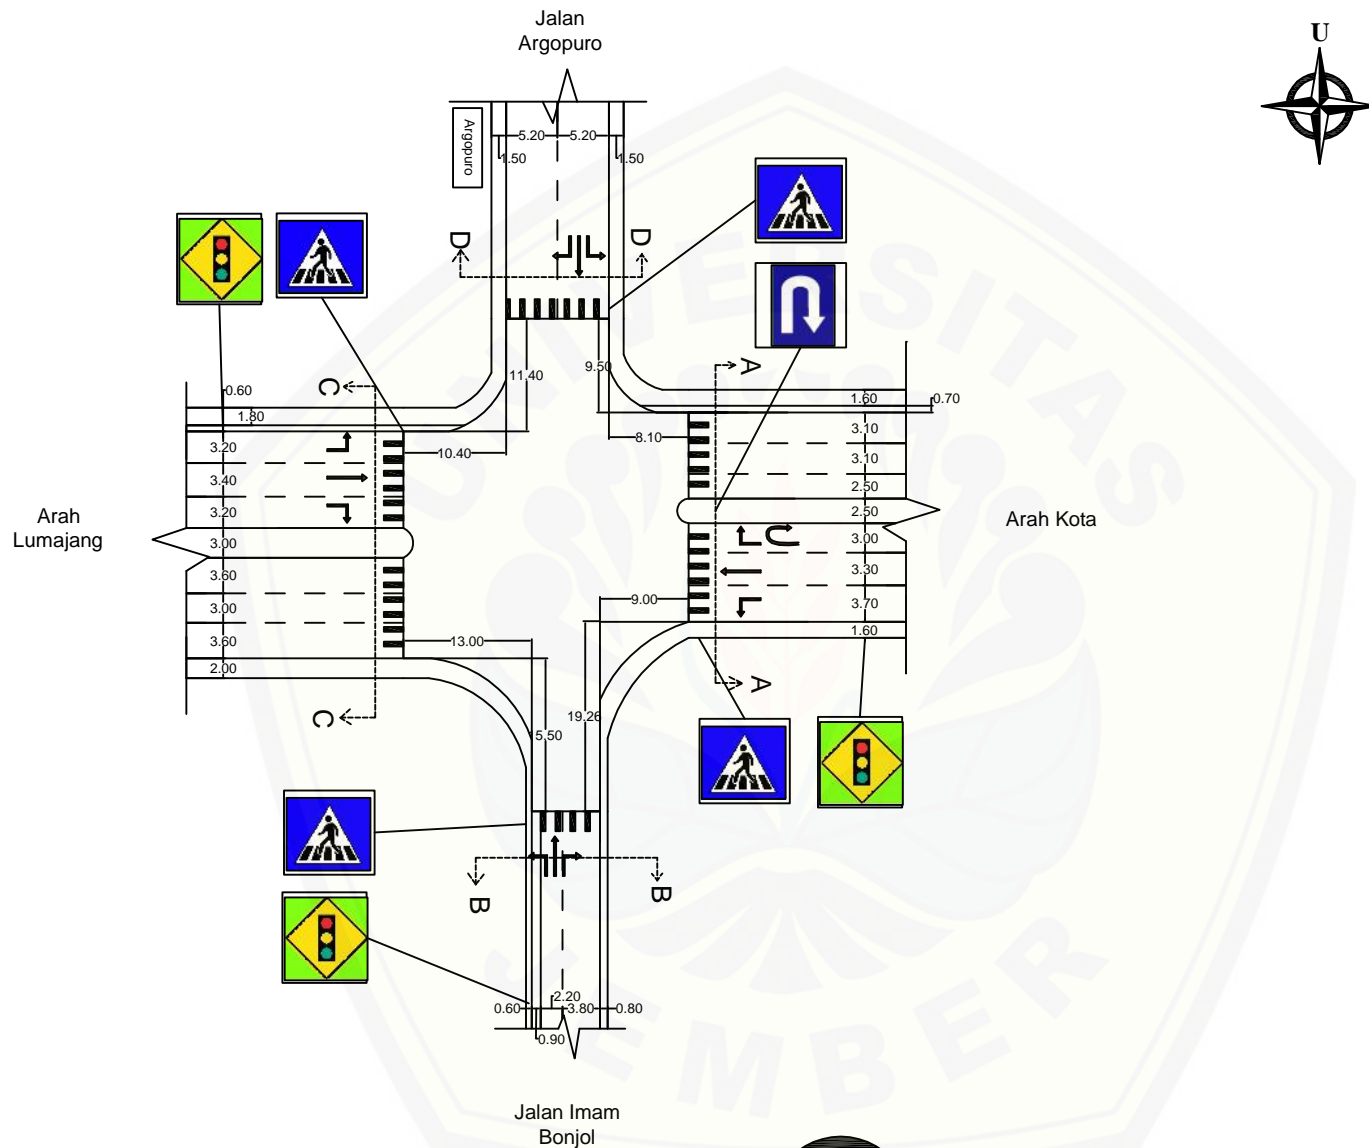 Jalan
Argopuro
U
Argopuro
5.20
5.20
1.50
1.50
D
D
A
C
11.40
9.50
0.60
1.80
1.60
0.70
3.20
3.40
3.20
3.00
3.60
3.00
3.60
2.00
10.40
8.10
3.10
3.10
2.50
2.50
3.00
3.30
3.70
1.60
Arah
Lumajang
Arah Kota
9.00
13.00
A
C
19.26
5.50
B
B
2.20
0.60
3.80
0.80
0.90
Jalan Imam
Bonjol
UNIVERSITAS
JEMBER